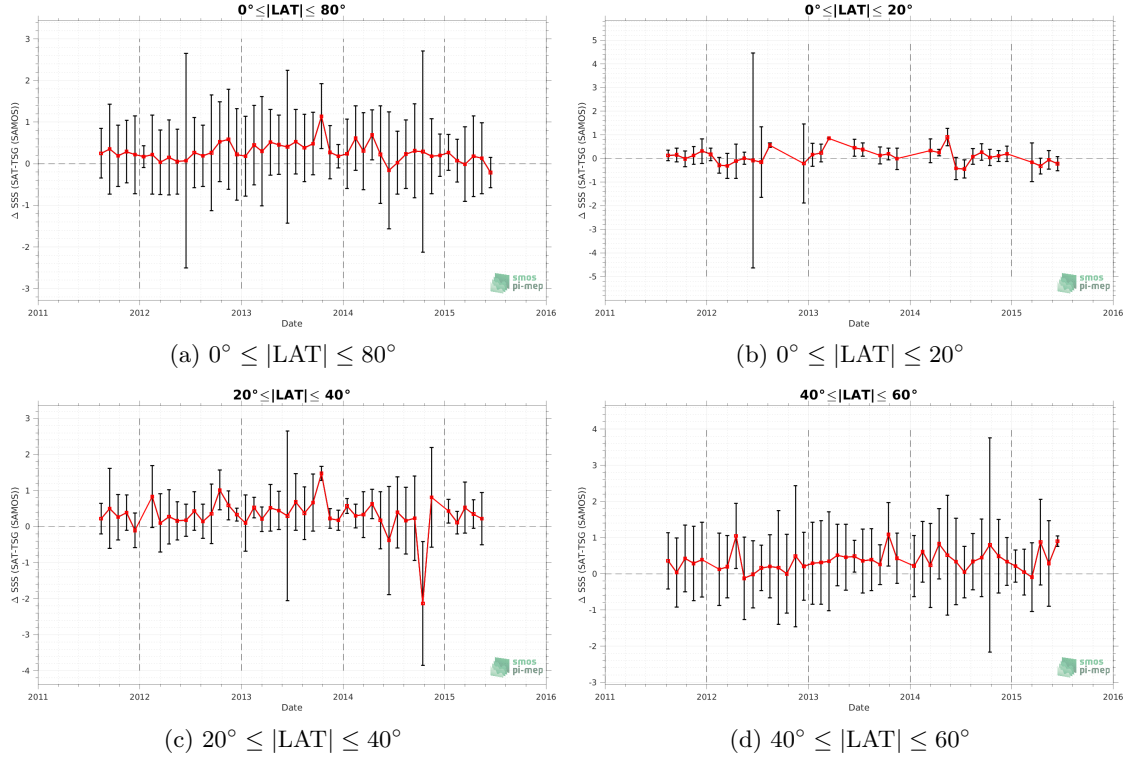 0°≤|LAT|≤ 80°
Δ SSS (SAT-TSG (SAMOS))
3
2
1
0
-1
-2
-3
2011 2012 2013 2014 2015 2016
Date
smos
pi-mep
(a) 0° ≤ |LAT| ≤ 80°
0°≤|LAT|≤ 20°
Δ SSS (SAT-TSG (SAMOS))
5
4
3
2
1
0
-1
-2
-3
-4
-5
2011 2012 2013 2014 2015 2016
Date
smos
pi-mep
(b) 0° ≤ |LAT| ≤ 20°
20°≤|LAT|≤ 40°
Δ SSS (SAT-TSG (SAMOS))
3
2
1
0
-1
-2
-3
-4
2011 2012 2013 2014 2015 2016
Date
smos
pi-mep
(c) 20° ≤ |LAT| ≤ 40°
40°≤|LAT|≤ 60°
Δ SSS (SAT-TSG (SAMOS))
4
3
2
1
0
-1
-2
-3
2011 2012 2013 2014 2015 2016
Date
smos
pi-mep
(d) 40° ≤ |LAT| ≤ 60°